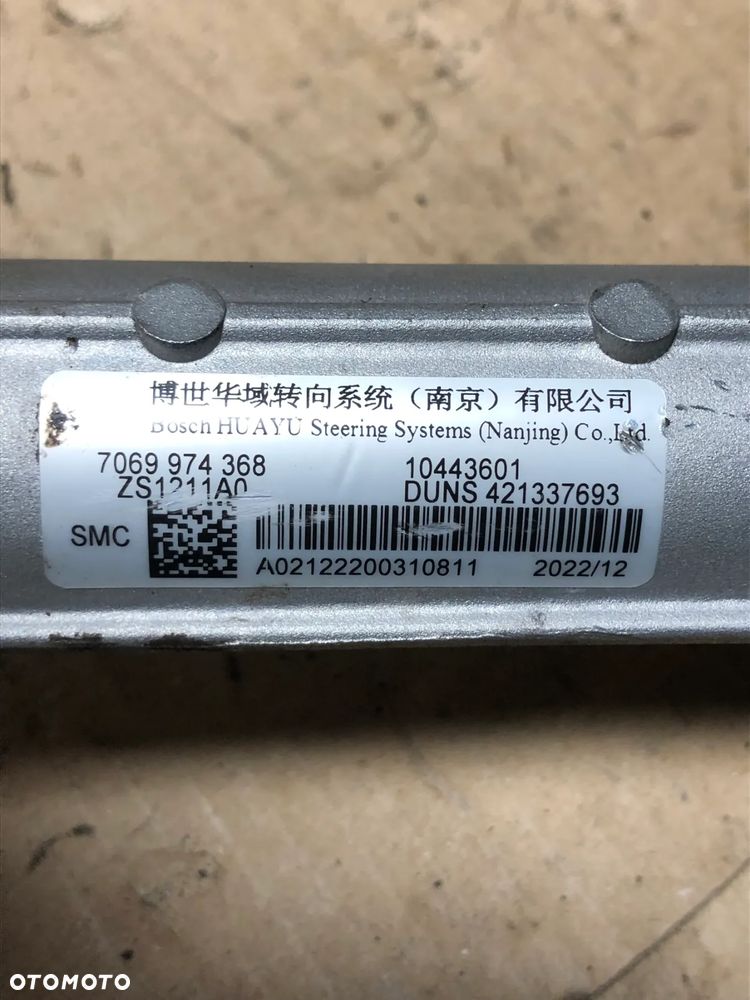 博世华域转向系统（南京）有限公司
Bosch HUAYU Steering Systems (Nanjing) Co.,Ltd.
7069 974 368 10443601
ZS1211A0 DUNS 421337693
SMC
A02122200310811 2022/12
OTOMOTO